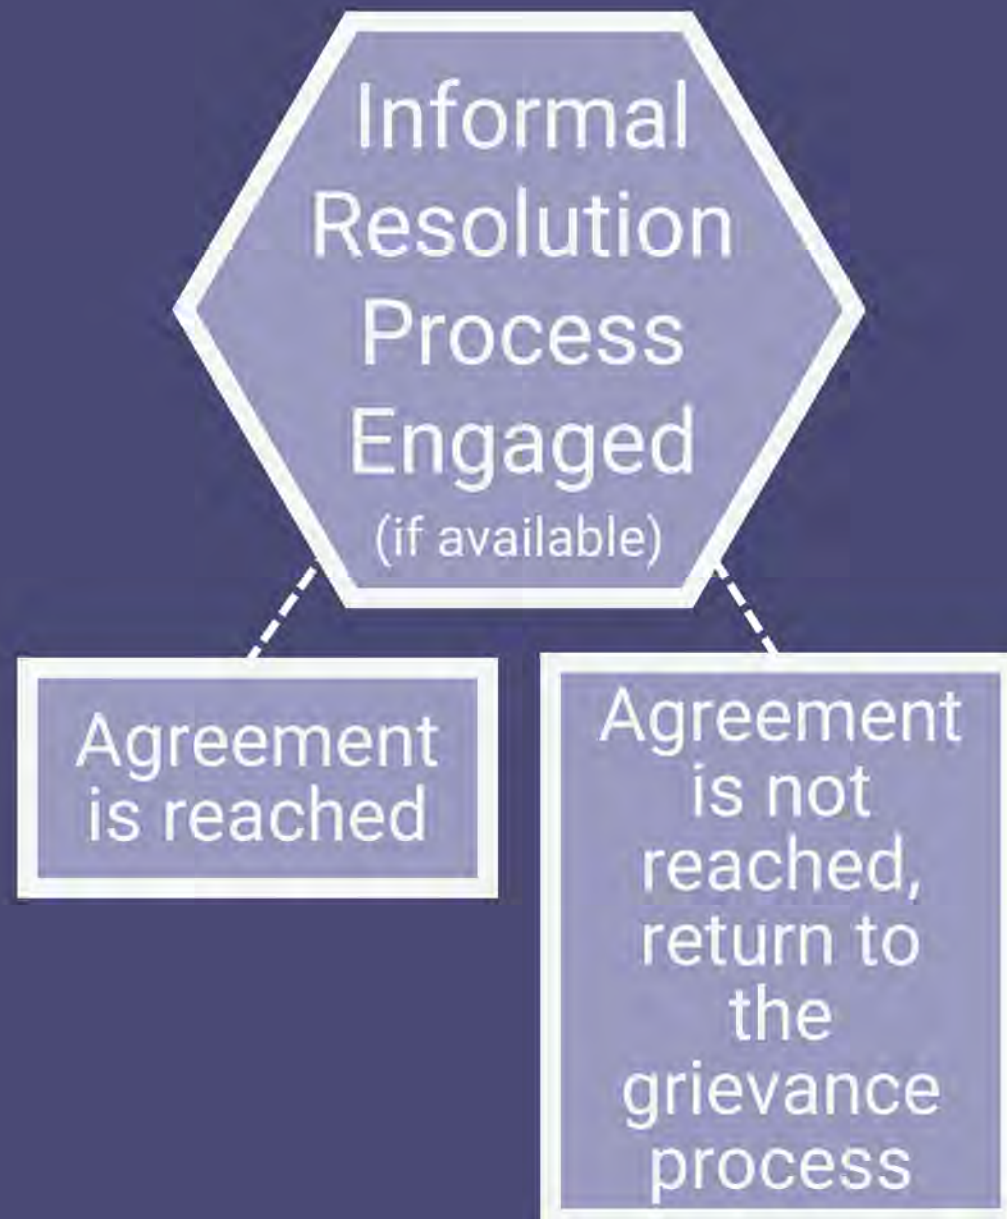 Informal
Resolution
Process
Engaged
(if available)
Agreement
is reached
Agreement
is not
reached,
return to
the
grievance
process